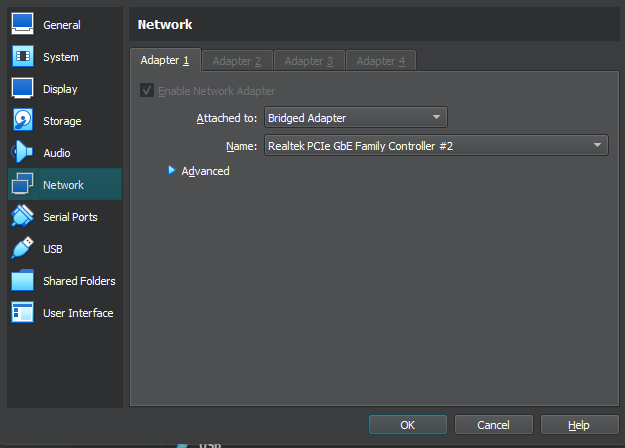 General
System
Display
Storage
Audio
Network
Serial Ports
USB
Shared Folders
User Interface
Network
Adapter 1
Adapter 2
Adapter 3
Adapter 4
Enable Network Adapter
Attached to: Bridged Adapter
Name: Realtek PCIe GbE Family Controller #2
Advanced
OK
Cancel
Help
USB